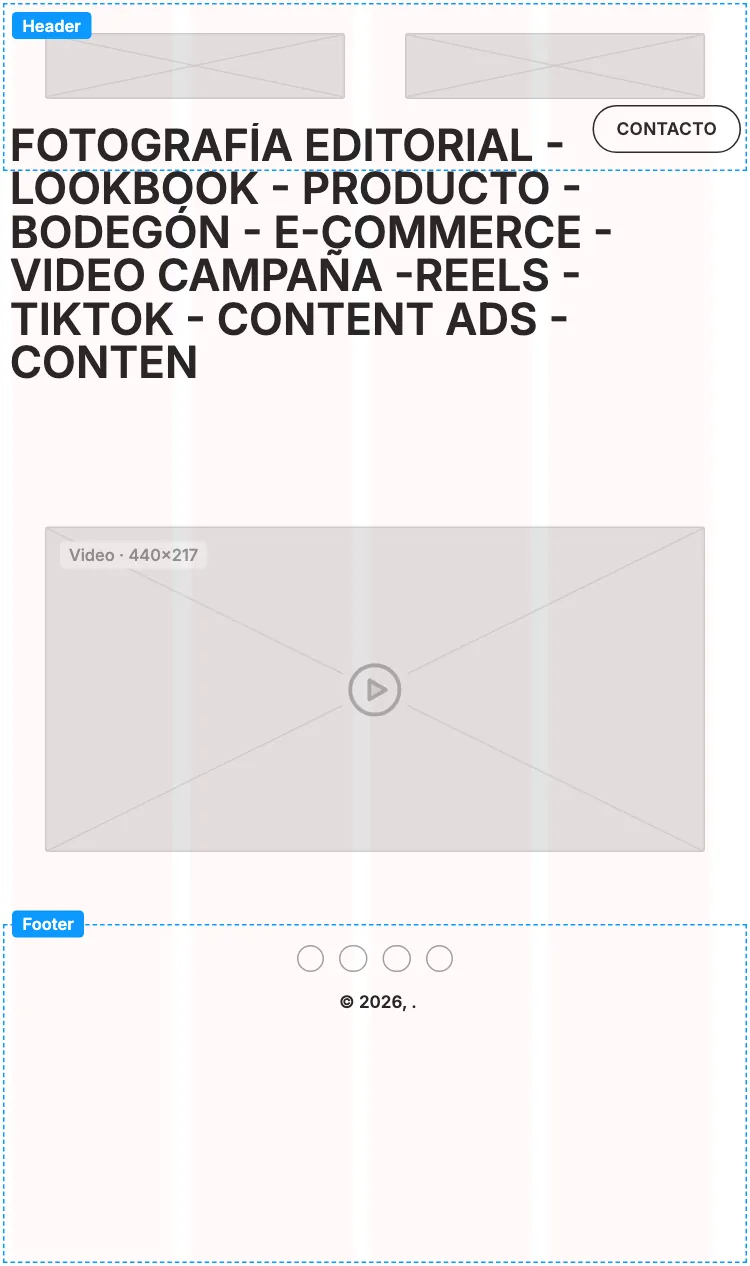 Header
CONTACTO
FOTOGRAFÍA EDITORIAL -
LOOKBOOK - PRODUCTO -
BODEGÓN - E-COMMERCE -
VIDEO CAMPAÑA -REELS -
TIKTOK - CONTENT ADS -
CONTEN
Video · 440×217
Footer
© 2026, .